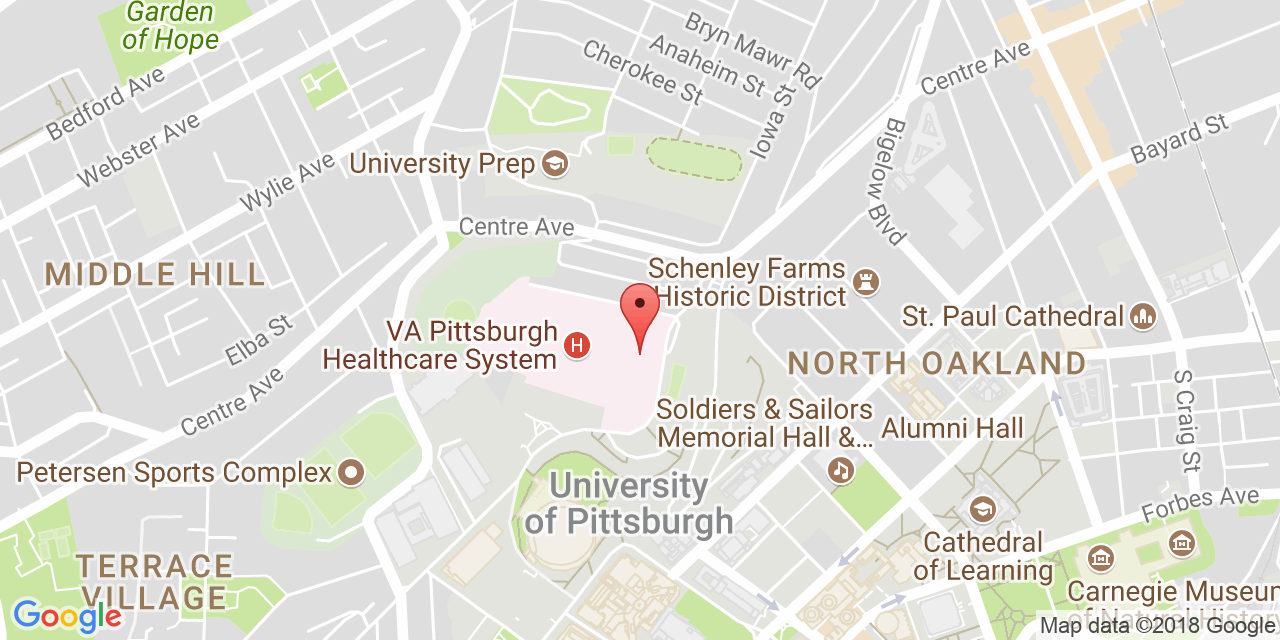 Garden
of Hope
Bryn Mawr Rd
Anaheim St
Cherokee St
Centre Ave
Bedford Ave
Webster Ave
Wylie Ave
Iowa St
Bigelow Blvd
Bayard St
University Prep
Centre Ave
MIDDLE HILL
Schenley Farms
Historic District
St. Paul Cathedral
Elba St
VA Pittsburgh
Healthcare System
H
NORTH OAKLAND
Centre Ave
Soldiers & Sailors
Memorial Hall &...
Alumni Hall
S Craig St
Petersen Sports Complex
University
of Pittsburgh
Forbes Ave
Cathedral
of Learning
TERRACE
VILLAGE
Carnegie Museum
of Natural History
Google
Map data ©2018 Google